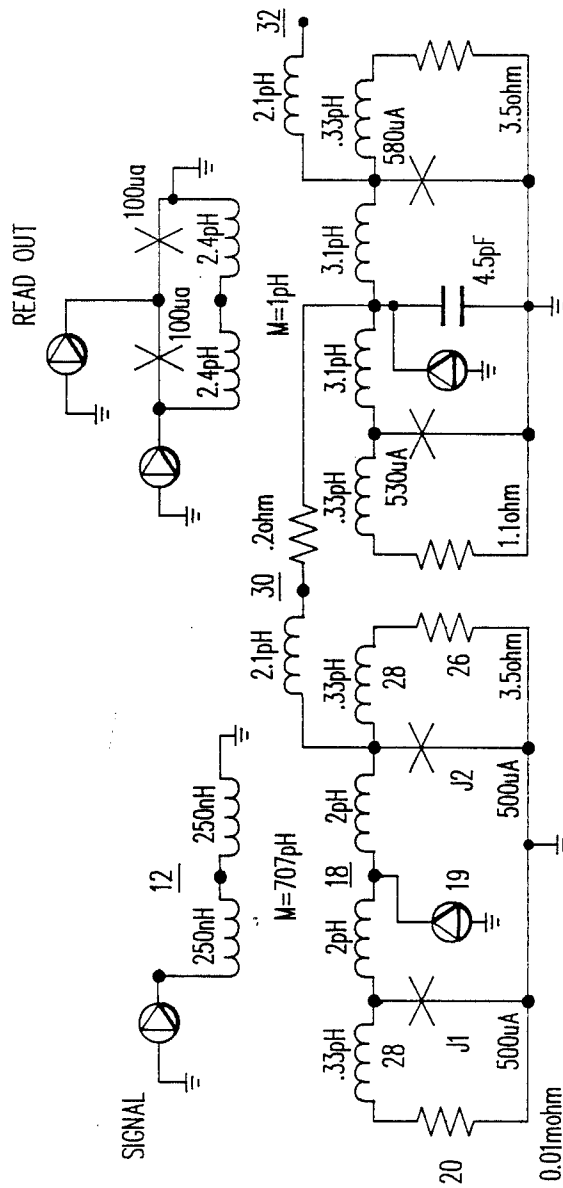 READ OUT
100ua
100ua
2.4pH
2.4pH
SIGNAL
250nH
12
250nH
M=707pH
M=1pH
30
.2ohm
32
2.1pH
2.1pH
.33pH
28
2pH
18
2pH
.33pH
28
.33pH
3.1pH
3.1pH
.33pH
20
J1
500uA
19
J2
500uA
26
3.5ohm
530uA
1.1ohm
4.5pF
580uA
3.5ohm
0.01mohm